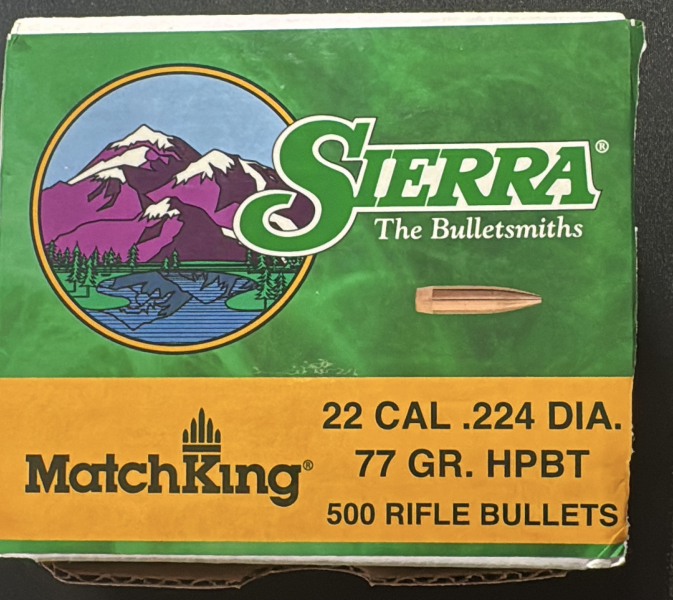 SIERRA®
The Bulletsmiths
22 CAL .224 DIA.
MatchKing®
77 GR. HPBT
500 RIFLE BULLETS